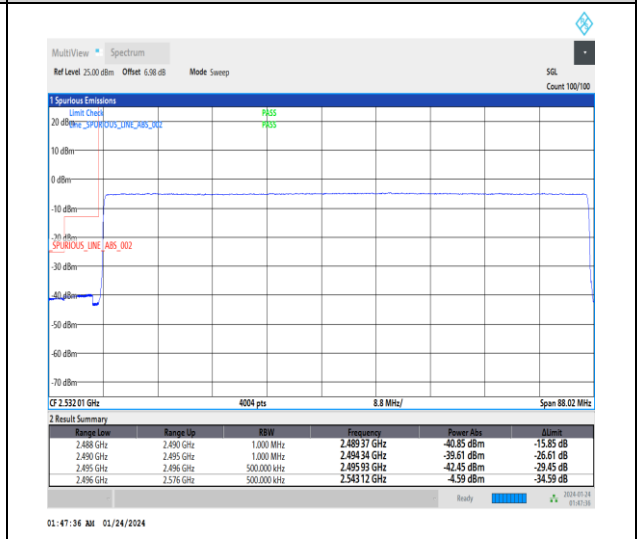 MultiView Spectrum
Ref Level 25.00 dBm Offset 6.98 dB Mode Sweep SGL
Count 100/100
1 Spurious Emissions
Limit Check PASS
20 dBm Line _SPURIOUS_LINE_ABS_002 PASS
10 dBm
0 dBm
-10 dBm
-20 dBm
_SPURIOUS_LINE_ABS_002
-30 dBm
-40 dBm
-50 dBm
-60 dBm
-70 dBm
CF 2.532 01 GHz 4004 pts 8.8 MHz/ Span 88.02 MHz
2 Result Summary
Range Low Range Up RBW Frequency Power Abs ΔLimit
2.488 GHz 2.490 GHz 1.000 MHz 2.489 37 GHz -40.85 dBm -15.85 dB
2.490 GHz 2.495 GHz 1.000 MHz 2.494 34 GHz -39.61 dBm -26.61 dB
2.495 GHz 2.496 GHz 500.000 kHz 2.495 93 GHz -42.45 dBm -29.45 dB
2.496 GHz 2.576 GHz 500.000 kHz 2.543 12 GHz -4.59 dBm -34.59 dB
Ready 2024-01-24
01:47:36
01:47:36 AM 01/24/2024